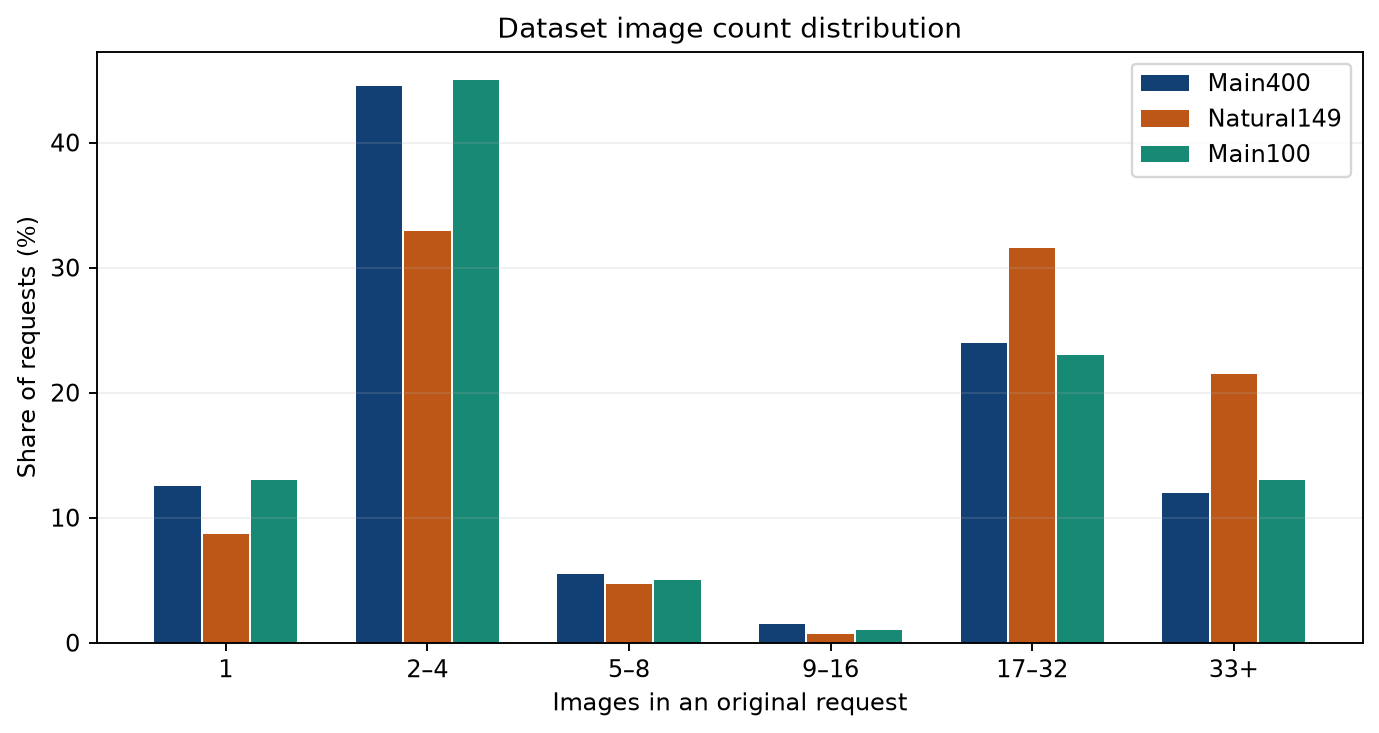 Dataset image count distribution
Main400
Natural149
Main100
Share of requests (%)
40
30
20
10
0
1
2–4
5–8
9–16
17–32
33+
Images in an original request